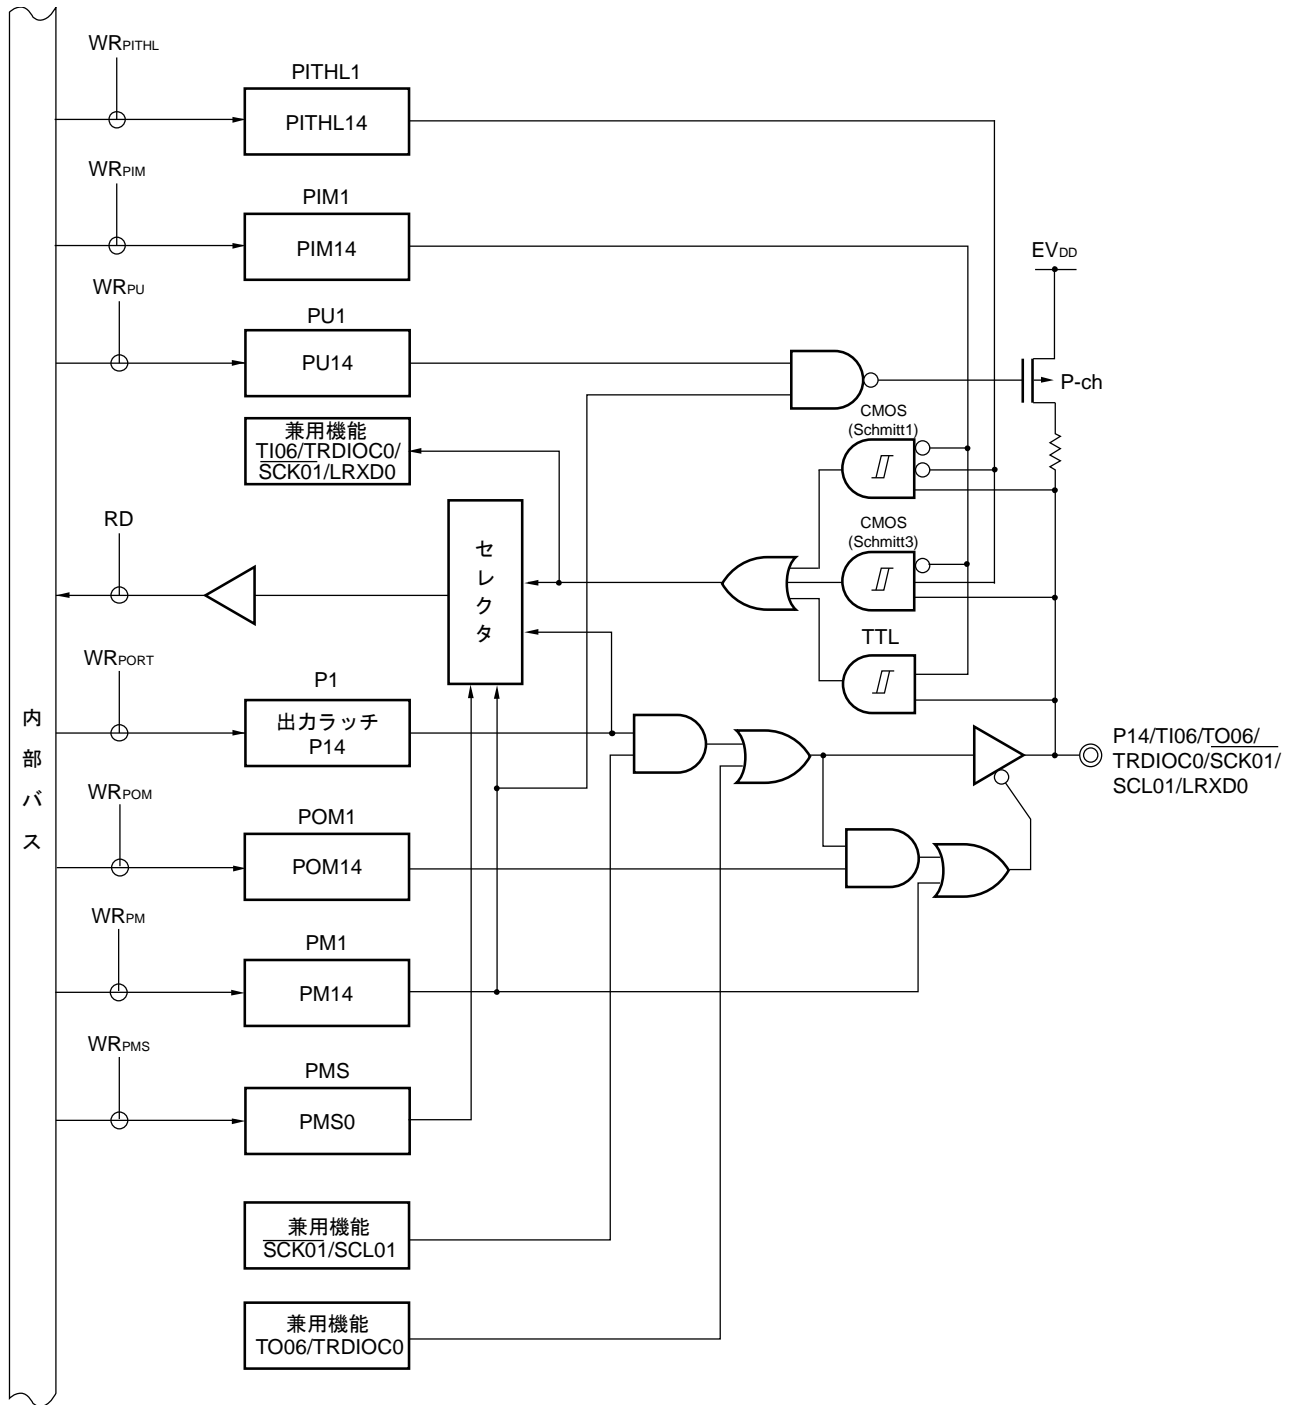 WRPITHL
PITHL1
PITHL14
WRPIM
PIM1
PIM14
WRPU
PU1
PU14
EVDD
P-ch
CMOS
(Schmitt1)
兼用機能
TI06/TRDIOC0/
SCK01/LRXD0
RD
セレクタ
CMOS
(Schmitt3)
TTL
WRPORT
P1
出力ラッチ
P14
内部バス
P14/TI06/TO06/
TRDIOC0/SCK01/
SCL01/LRXD0
WRPOM
POM1
POM14
WRPM
PM1
PM14
WRPMS
PMS
PMS0
兼用機能
SCK01/SCL01
兼用機能
TO06/TRDIOC0